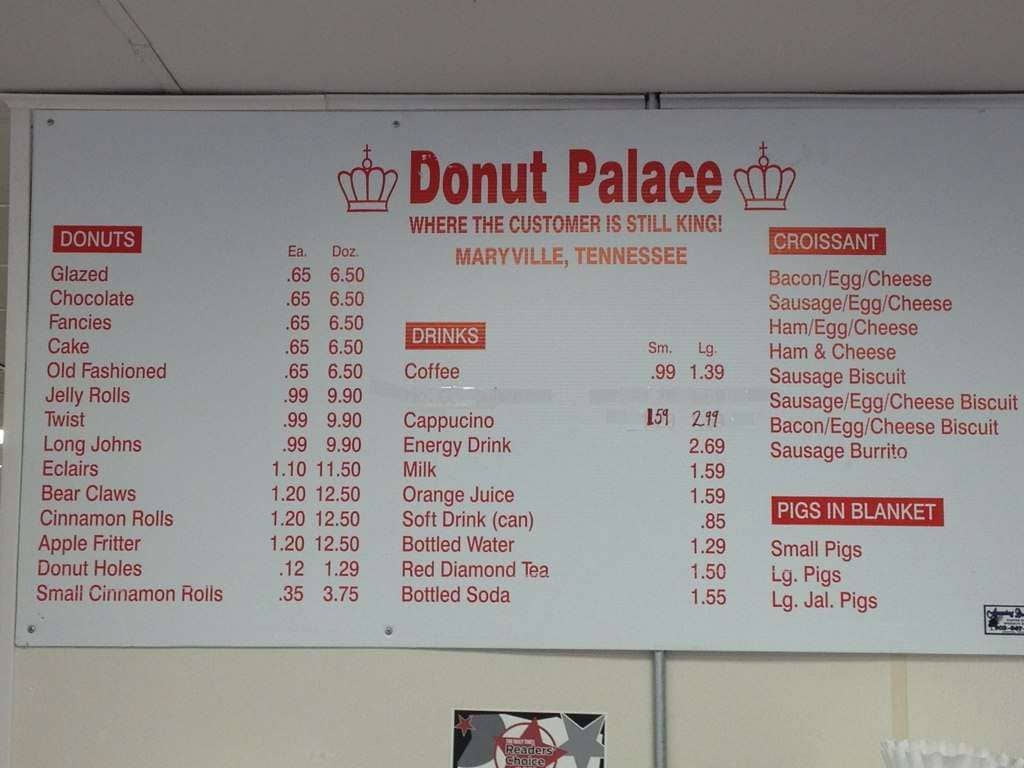 Donut Palace
WHERE THE CUSTOMER IS STILL KING!
MARYVILLE, TENNESSEE
DONUTS
Ea. Doz.
Glazed .65 6.50
Chocolate .65 6.50
Fancies .65 6.50
Cake .65 6.50
Old Fashioned .65 6.50
Jelly Rolls .99 9.90
Twist .99 9.90
Long Johns .99 9.90
Eclairs 1.10 11.50
Bear Claws 1.20 12.50
Cinnamon Rolls 1.20 12.50
Apple Fritter 1.20 12.50
Donut Holes .12 1.29
Small Cinnamon Rolls .35 3.75
DRINKS
Sm. Lg.
Coffee .99 1.39
Cappucino 1.59 2.99
Energy Drink 2.69
Milk 1.59
Orange Juice 1.59
Soft Drink (can) .85
Bottled Water 1.29
Red Diamond Tea 1.50
Bottled Soda 1.55
CROISSANT
Bacon/Egg/Cheese
Sausage/Egg/Cheese
Ham/Egg/Cheese
Ham & Cheese
Sausage Biscuit
Sausage/Egg/Cheese Biscuit
Bacon/Egg/Cheese Biscuit
Sausage Burrito
PIGS IN BLANKET
Small Pigs
Lg. Pigs
Lg. Jal. Pigs
Readers
Choice